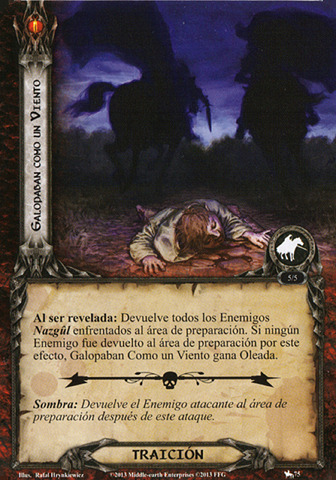 GALOPABAN COMO UN VIENTO
5/5
Al ser revelada: Devuelve todos los Enemigos
Nazgûl enfrentados al área de preparación. Si ningún
Enemigo fue devuelto al área de preparación por este
efecto, Galopaban Como un Viento gana Oleada.
Sombra: Devuelve el Enemigo atacante al área de
preparación después de este ataque.
TRAICIÓN
Illus. Rafał Hrynkiewicz
©2013 Middle-earth Enterprises ©2013 FFG
75